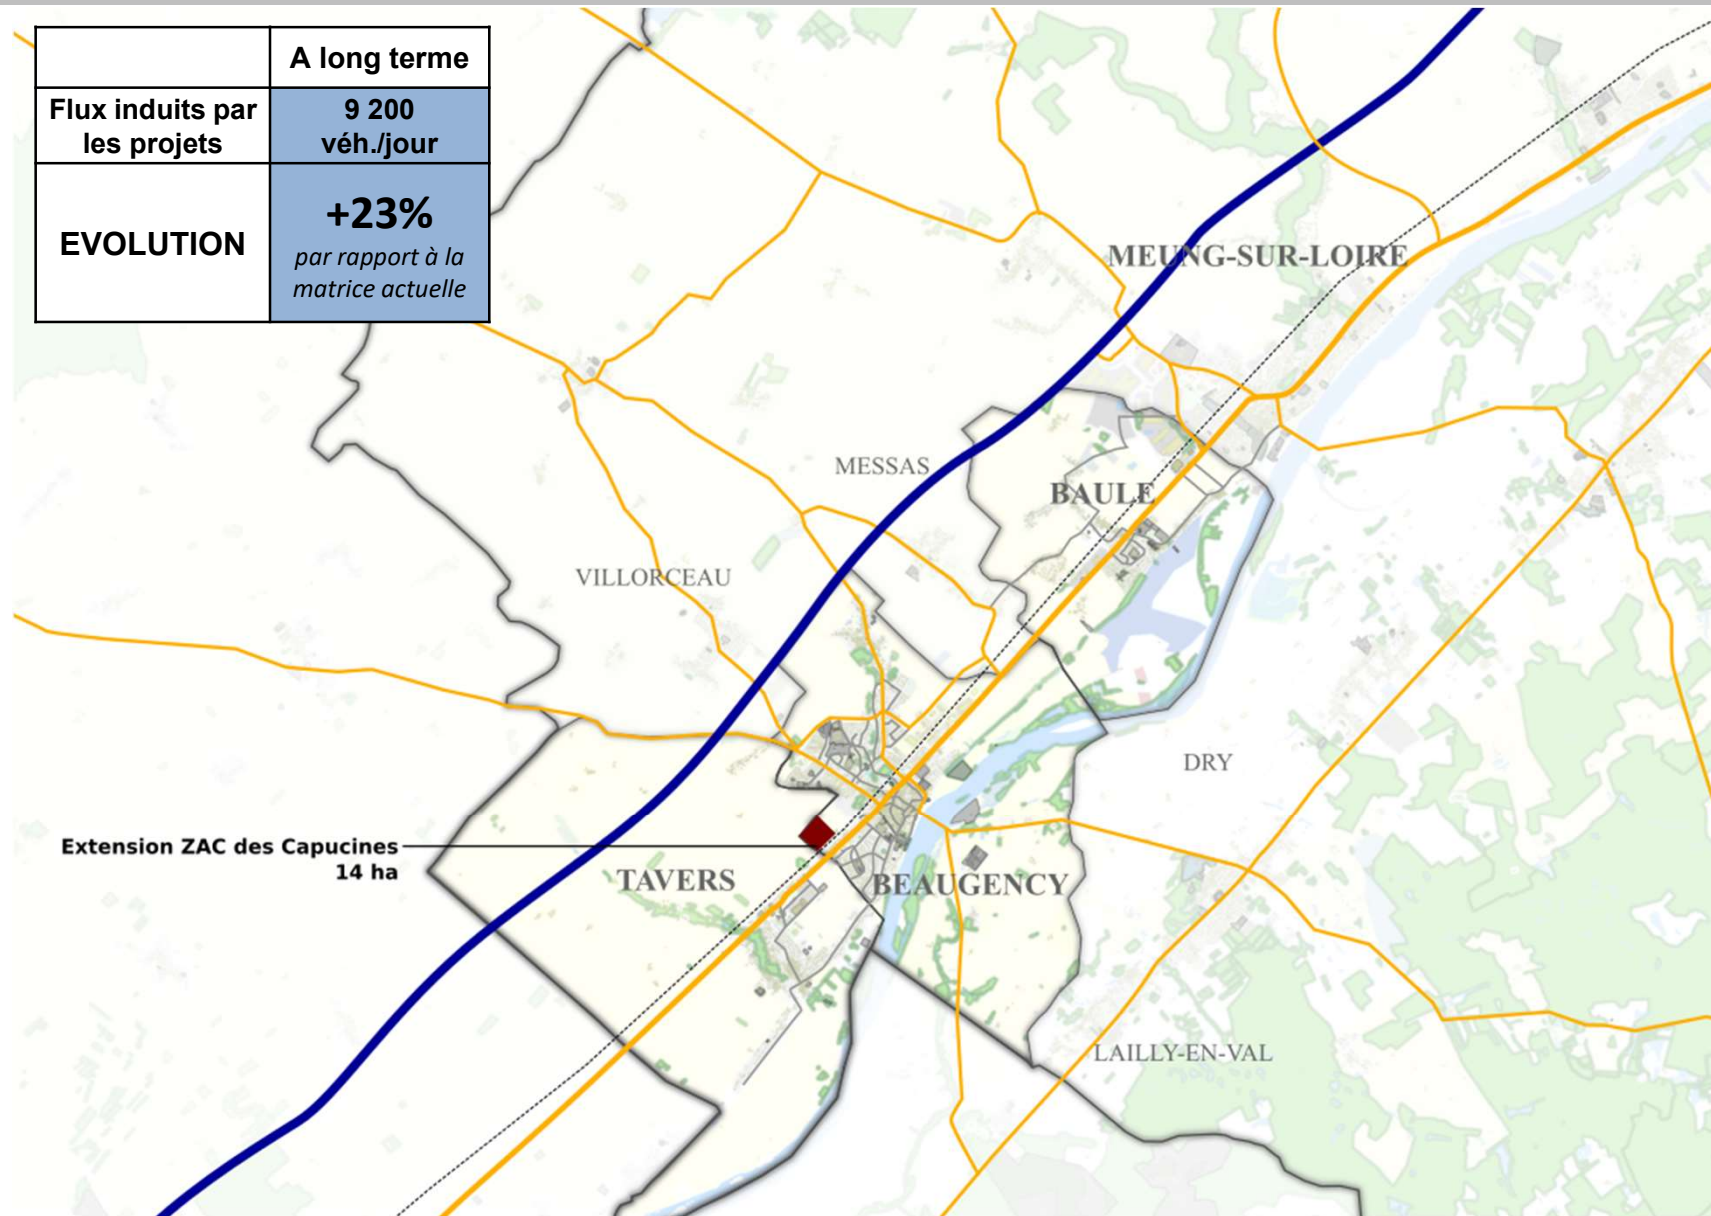 A long terme
Flux induits par
les projets
9 200
véh./jour
EVOLUTION
+23%
par rapport à la
matrice actuelle
MEUNG-SUR-LOIRE
MESSAS
BAULE
VILLORCEAU
DRY
Extension ZAC des Capucines
14 ha
TAVERS
BEAUGENCY
LAILLY-EN-VAL